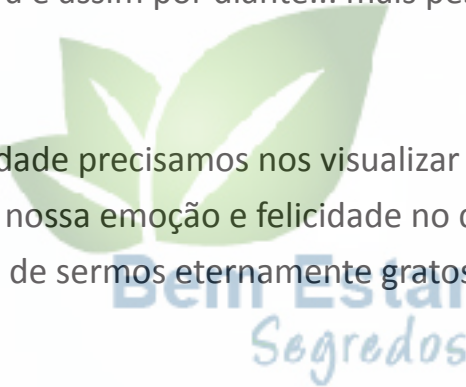 a e assim por diante... mais pe
dade precisamos nos visualizar
nossa emoção e felicidade no
de sermos eternamente gratos
Bem Estar
Segredos